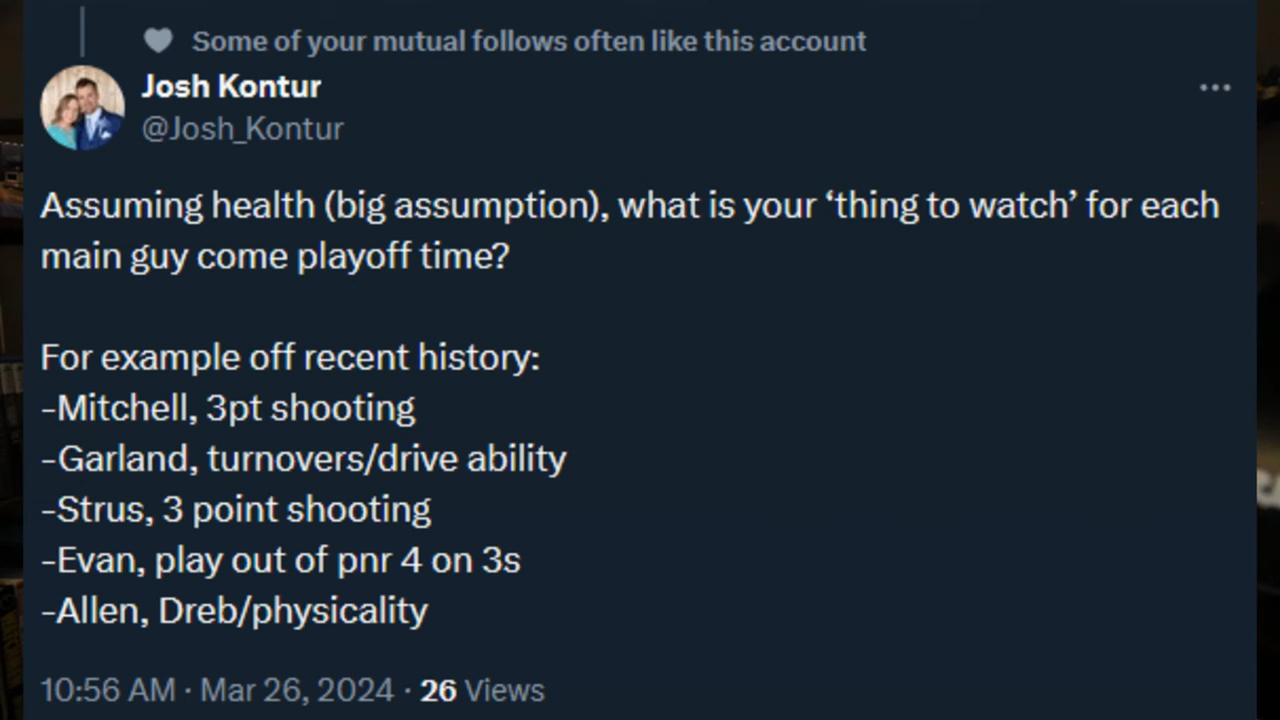 Some of your mutual follows often like this account
Josh Kontur
@Josh_Kontur
Assuming health (big assumption), what is your ‘thing to watch’ for each
main guy come playoff time?
For example off recent history:
-Mitchell, 3pt shooting
-Garland, turnovers/drive ability
-Strus, 3 point shooting
-Evan, play out of pnr 4 on 3s
-Allen, Dreb/physicality
10:56 AM · Mar 26, 2024 · 26 Views